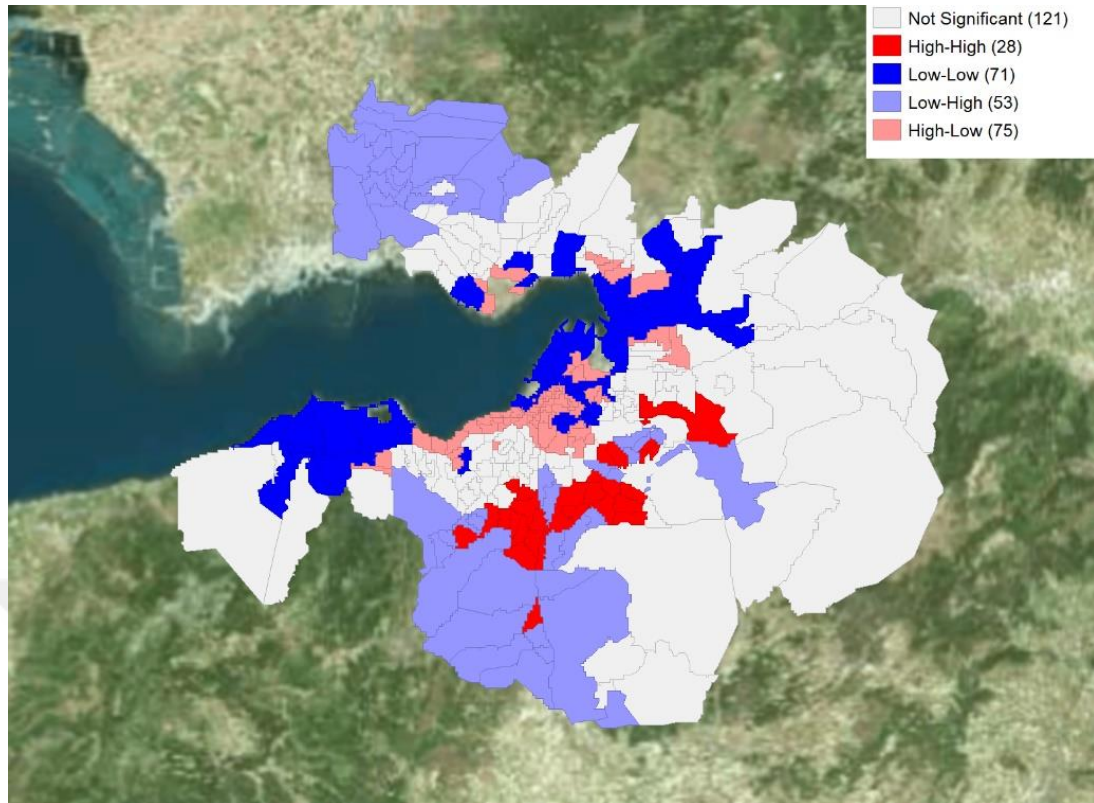 Not Significant (121)
High-High (28)
Low-Low (71)
Low-High (53)
High-Low (75)